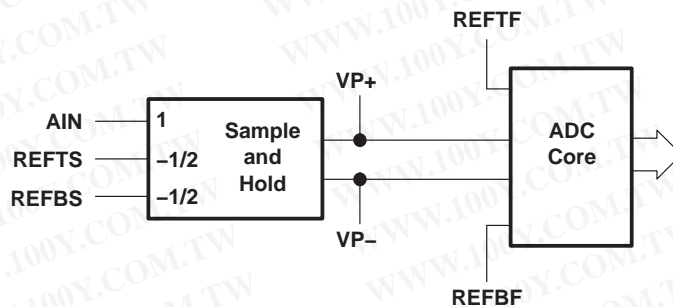 REFTF
VP+
AIN
1
REFTS
–1/2
REFBS
–1/2
Sample
and
Hold
ADC
Core
VP–
REFBF
WWW.100Y.COM.TW